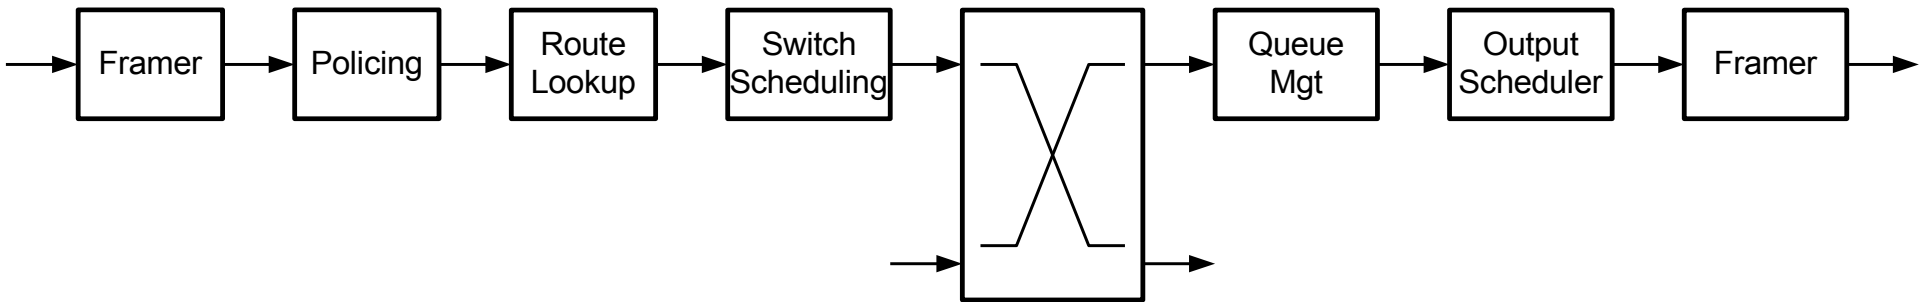 Framer
Policing
Route
Lookup
Switch
Scheduling
Queue
Mgt
Output
Scheduler
Framer